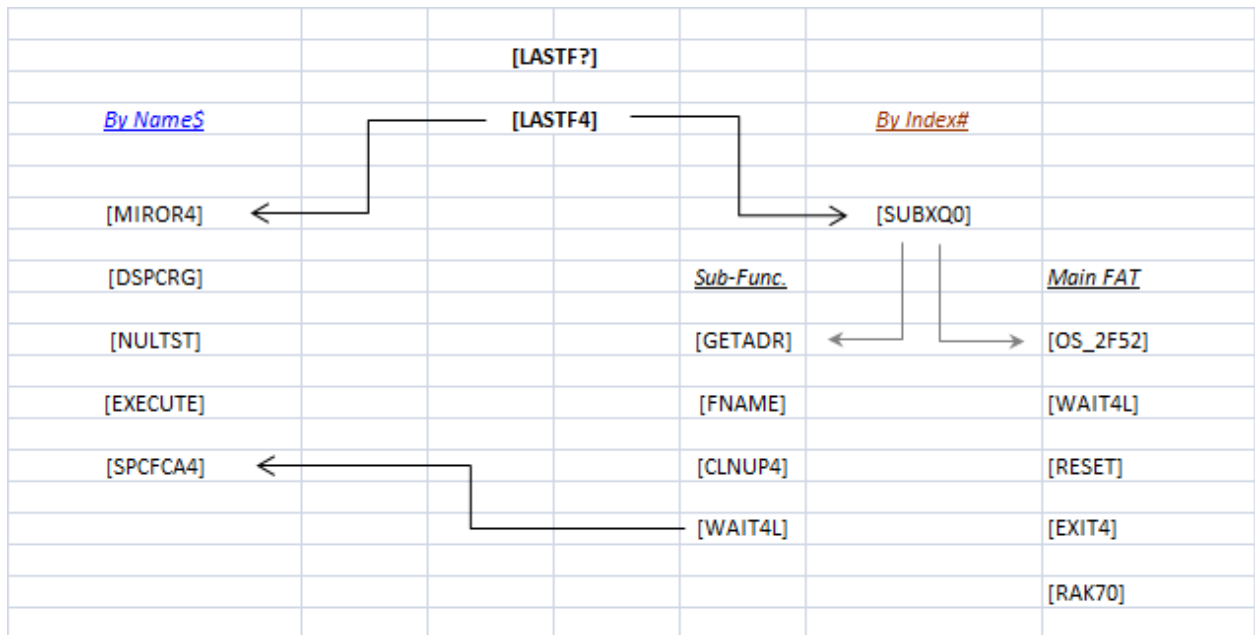 [LASTF?]
By Name$ [LASTF4] By Index#
[MIROR4] [SUBXQ0]
[DSPCRG] Sub-Func. Main FAT
[NULTST] [GETADR] [OS_2F52]
[EXECUTE] [FNAME] [WAIT4L]
[SPCFCA4] [CLNUP4] [RESET]
[WAIT4L] [EXIT4]
[RAK70]